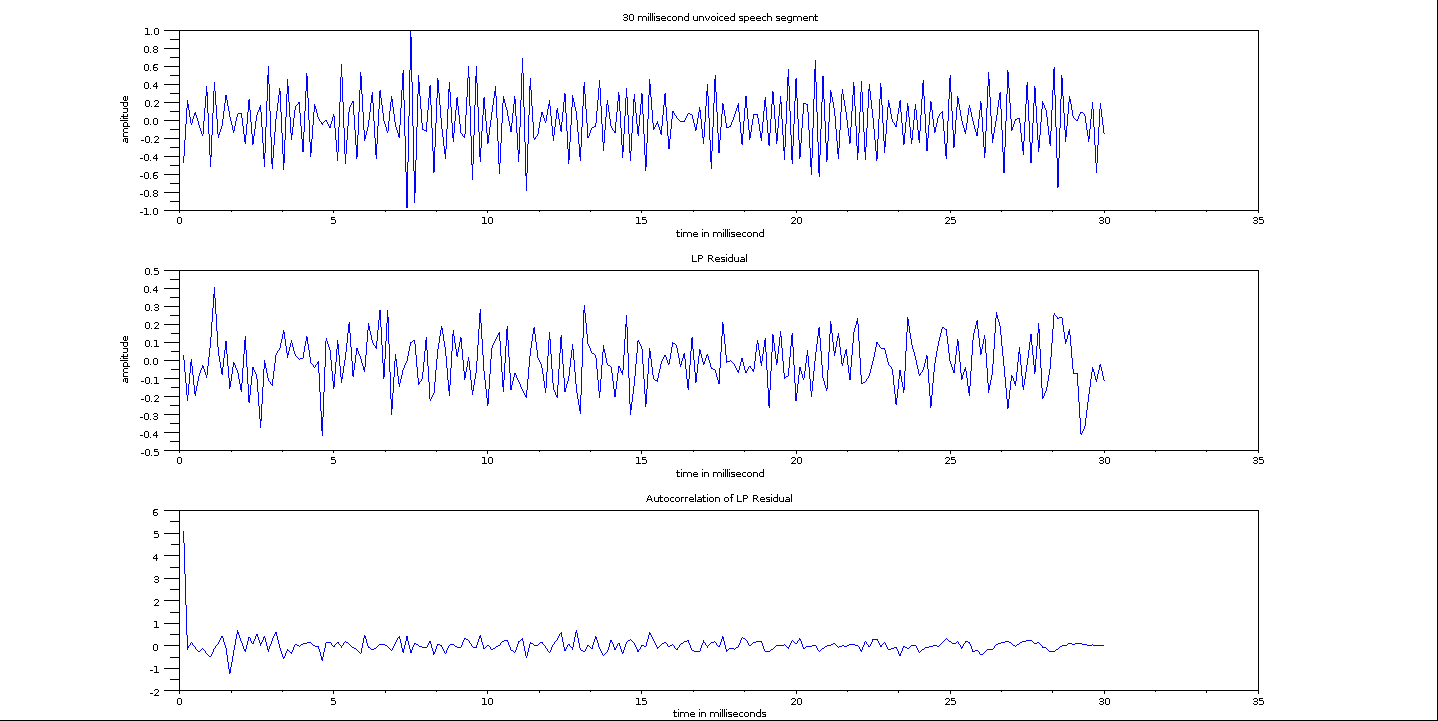 30 millisecond unvoiced speech segment
1.0
0.8
0.6
0.4
0.2
0.0
-0.2
-0.4
-0.6
-0.8
-1.0
amplitude
0 5 10 15 20 25 30 35
time in millisecond
LP Residual
0.5
0.4
0.3
0.2
0.1
0.0
-0.1
-0.2
-0.3
-0.4
-0.5
amplitude
0 5 10 15 20 25 30 35
time in millisecond
Autocorrelation of LP Residual
6
5
4
3
2
1
0
-1
-2
0 5 10 15 20 25 30 35
time in milliseconds